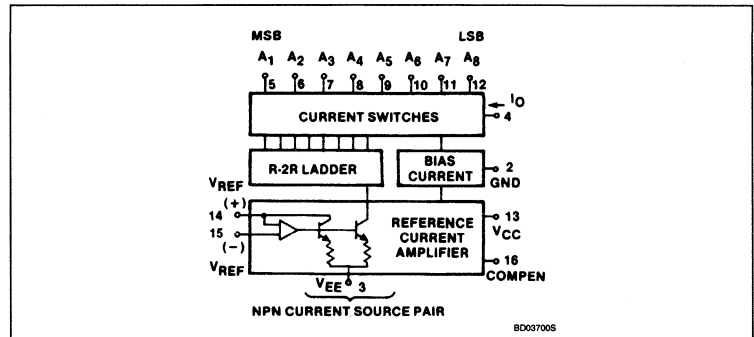 MSB LSB
A1 A2 A3 A4 A5 A6 A7 A8
5 6 7 8 9 10 11 12
CURRENT SWITCHES
IO
4
R-2R LADDER
BIAS
CURRENT
2
GND
VREF
(+)
14
15
(−)
VREF
REFERENCE
CURRENT
AMPLIFIER
13
VCC
16
COMPEN
VEE 3
NPN CURRENT SOURCE PAIR
BD03700S